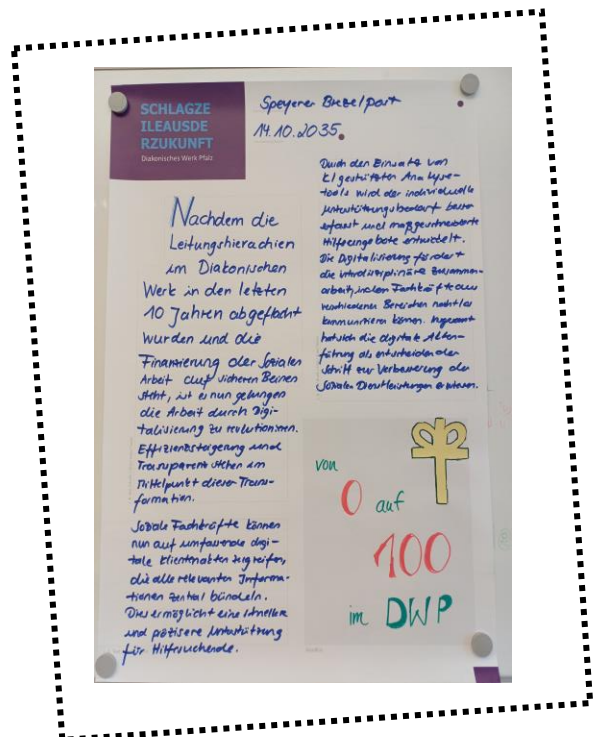 SCHLAGZE
ILEAUSDE
RZUKUNFT
Diakonisches Werk Pfalz
Speyerer Brezelpost
14.10.2035
Nachdem die
Leitungshierachien
im Diakonischen
Werk in den letzten
10 Jahren abgeflacht
wurden und die
Finanzierung der Sozialen
Arbeit auf sicheren Beinen
steht, ist es nun gelungen
die Arbeit durch Digi-
talisierung zu revolutionieren.
Effizienzsteigerung und
Transparenz stehen im
Mittelpunkt dieser Trans-
formation.
Soziale Fachkräfte können
nun auf umfassende digi-
tale Klientenakten zugreifen,
die alle relevanten Informa-
tionen zentral bündeln.
Dies ermöglicht eine schnellere
und präzisere Unterstützung
für Hilfesuchende.
Durch den Einsatz von
KI gestützten Analyse-
tools wird der individuelle
Unterstützungsbedarf besser
erfasst und maßgeschneiderte
Hilfsangebote entwickelt.
Die Digitalisierung fördert
die interdisziplinäre Zusammen-
arbeit, indem Fachkräfte aus
verschiedenen Bereichen nahtlos
kommunizieren können. Insgesamt
hat sich die digitale Akten-
führung als entscheidender
Schritt zur Verbesserung der
Sozialen Dienstleistungen erwiesen.
von
0 auf
100
im DWP